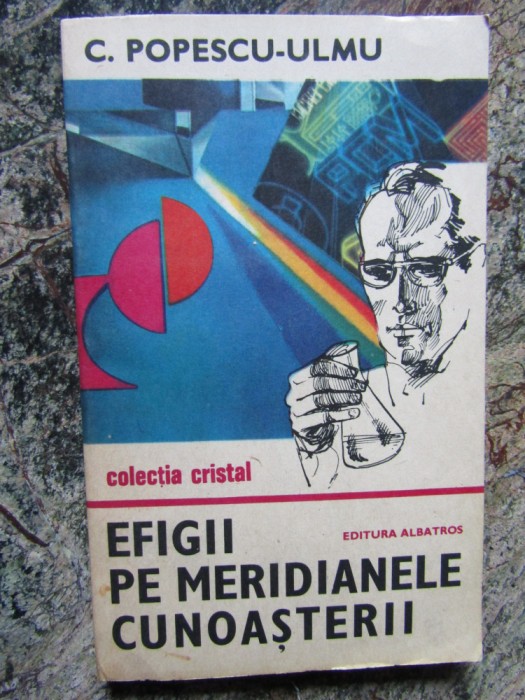 C. POPESCU-ULMU
colecția cristal
EDITURA ALBATROS
EFIGII
PE MERIDIANELE
CUNOAȘTERII